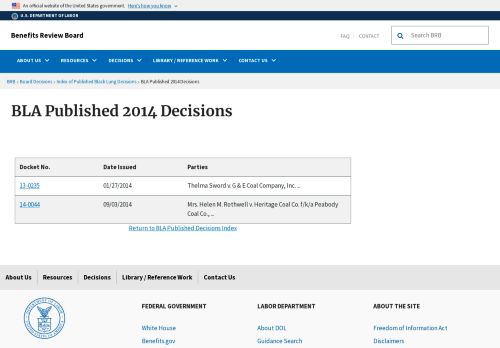 An official website of the United States government. Here's how you know
U.S. DEPARTMENT OF LABOR
Benefits Review Board
FAQ CONTACT
Search BRB
ABOUT US RESOURCES DECISIONS LIBRARY / REFERENCE WORK CONTACT US
BRB › Board Decisions › Index of Published Black Lung Decisions › BLA Published 2014 Decisions
BLA Published 2014 Decisions
Docket No. Date Issued Parties
13-0235 01/27/2014 Thelma Sword v. G & E Coal Company, Inc. ...
14-0044 09/03/2014 Mrs. Helen M. Rothwell v. Heritage Coal Co. f/k/a Peabody
Coal Co., ...
Return to BLA Published Decisions Index
About Us Resources Decisions Library / Reference Work Contact Us
FEDERAL GOVERNMENT LABOR DEPARTMENT ABOUT THE SITE
White House About DOL Freedom of Information Act
Benefits.gov Guidance Search Disclaimers